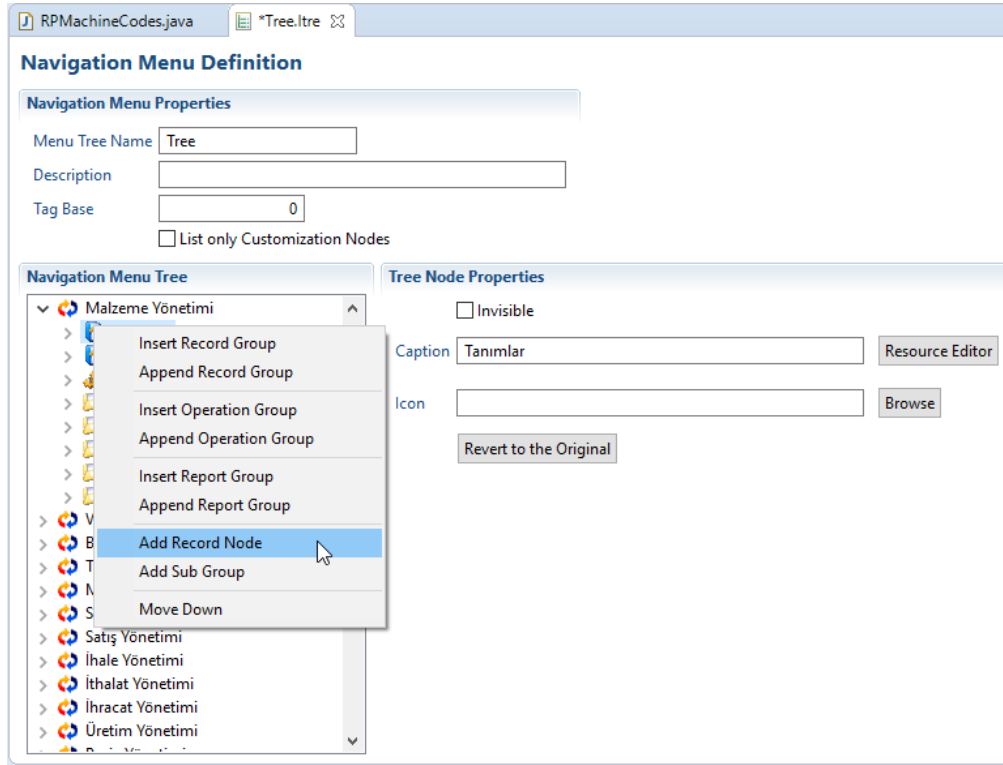 RPMachineCodes.java
*Tree.ltre
Navigation Menu Definition
Navigation Menu Properties
Menu Tree Name Tree
Description
Tag Base 0
List only Customization Nodes
Navigation Menu Tree
Malzeme Yönetimi
Insert Record Group
Append Record Group
Insert Operation Group
Append Operation Group
Insert Report Group
Append Report Group
Add Record Node
Add Sub Group
Move Down
Satış Yönetimi
İhale Yönetimi
İthalat Yönetimi
İhracat Yönetimi
Üretim Yönetimi
Tree Node Properties
Invisible
Caption Tanımlar Resource Editor
Icon Browse
Revert to the Original